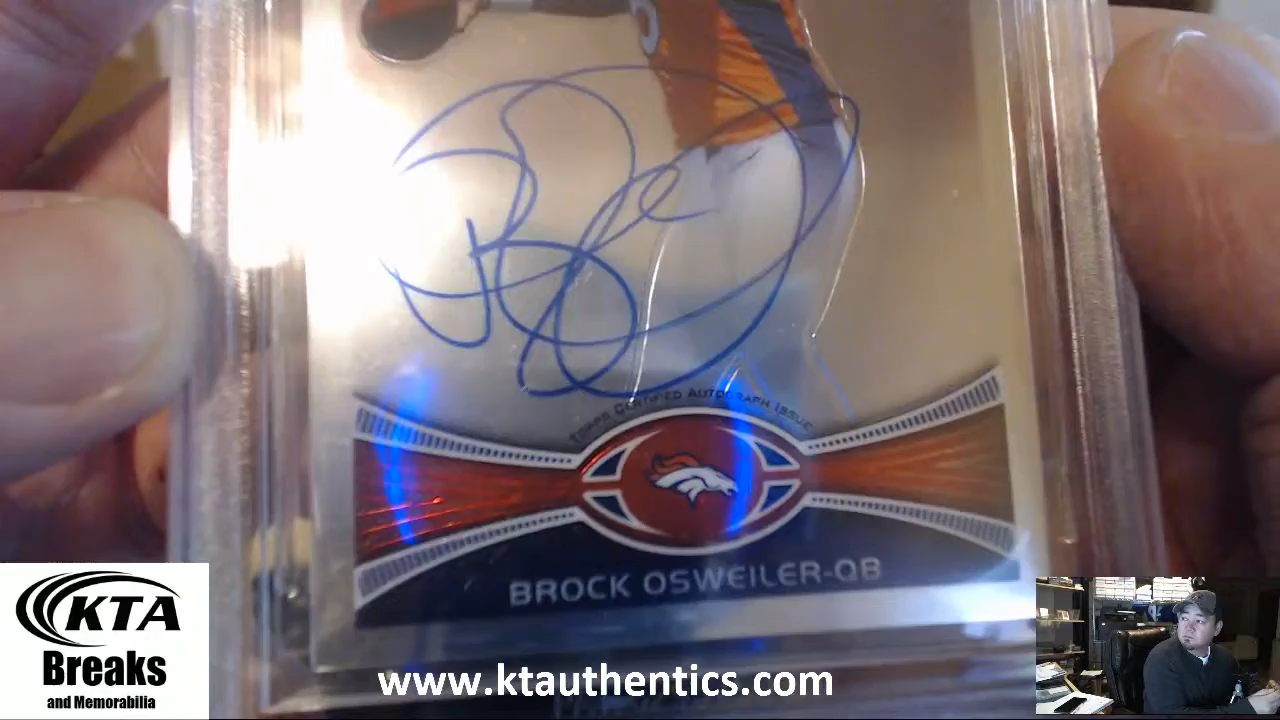 TOPPS CERTIFIED AUTOGRAPH ISSUE
BROCK OSWEILER-QB
KTA
Breaks
and Memorabilia
www.ktauthentics.com